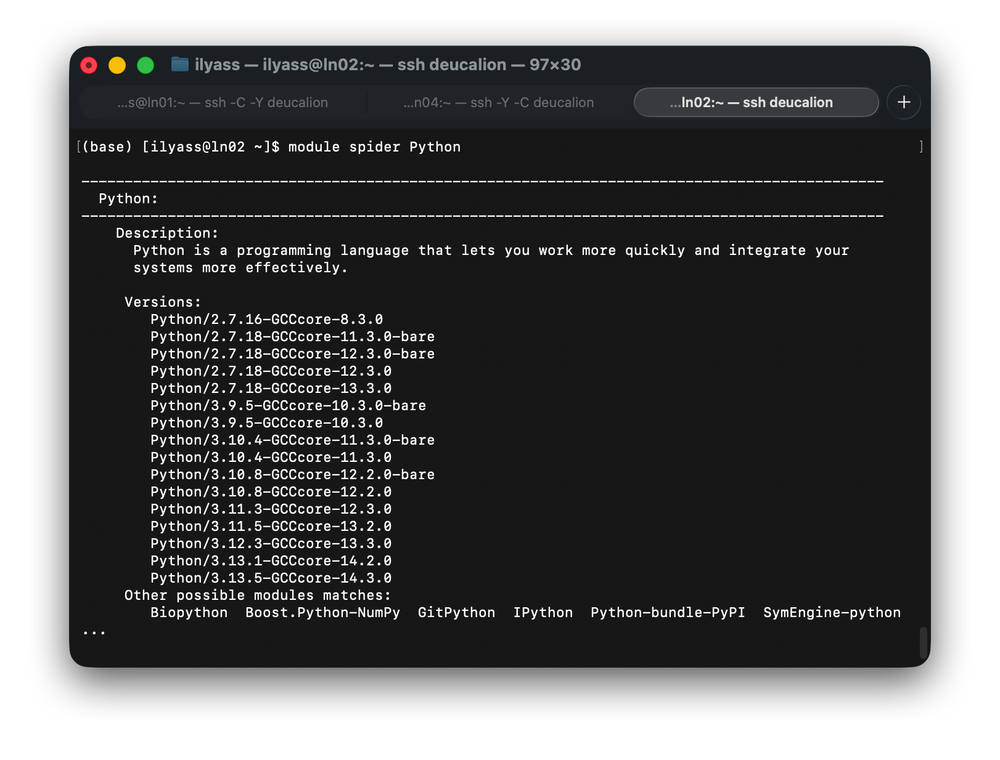 ilyass — ilyass@ln02:~ — ssh deucalion — 97×30
...s@ln01:~ — ssh -C -Y deucalion
...n04:~ — ssh -Y -C deucalion
...ln02:~ — ssh deucalion
+
[(base) [ilyass@ln02 ~]$ module spider Python ]
---------------------------------------------------------------------------------------------
Python:
---------------------------------------------------------------------------------------------
Description:
Python is a programming language that lets you work more quickly and integrate your
systems more effectively.
Versions:
Python/2.7.16-GCCcore-8.3.0
Python/2.7.18-GCCcore-11.3.0-bare
Python/2.7.18-GCCcore-12.3.0-bare
Python/2.7.18-GCCcore-12.3.0
Python/2.7.18-GCCcore-13.3.0
Python/3.9.5-GCCcore-10.3.0-bare
Python/3.9.5-GCCcore-10.3.0
Python/3.10.4-GCCcore-11.3.0-bare
Python/3.10.4-GCCcore-11.3.0
Python/3.10.8-GCCcore-12.2.0-bare
Python/3.10.8-GCCcore-12.2.0
Python/3.11.3-GCCcore-12.3.0
Python/3.11.5-GCCcore-13.2.0
Python/3.12.3-GCCcore-13.3.0
Python/3.13.1-GCCcore-14.2.0
Python/3.13.5-GCCcore-14.3.0
Other possible modules matches:
Biopython  Boost.Python-NumPy  GitPython  IPython  Python-bundle-PyPI  SymEngine-python
...